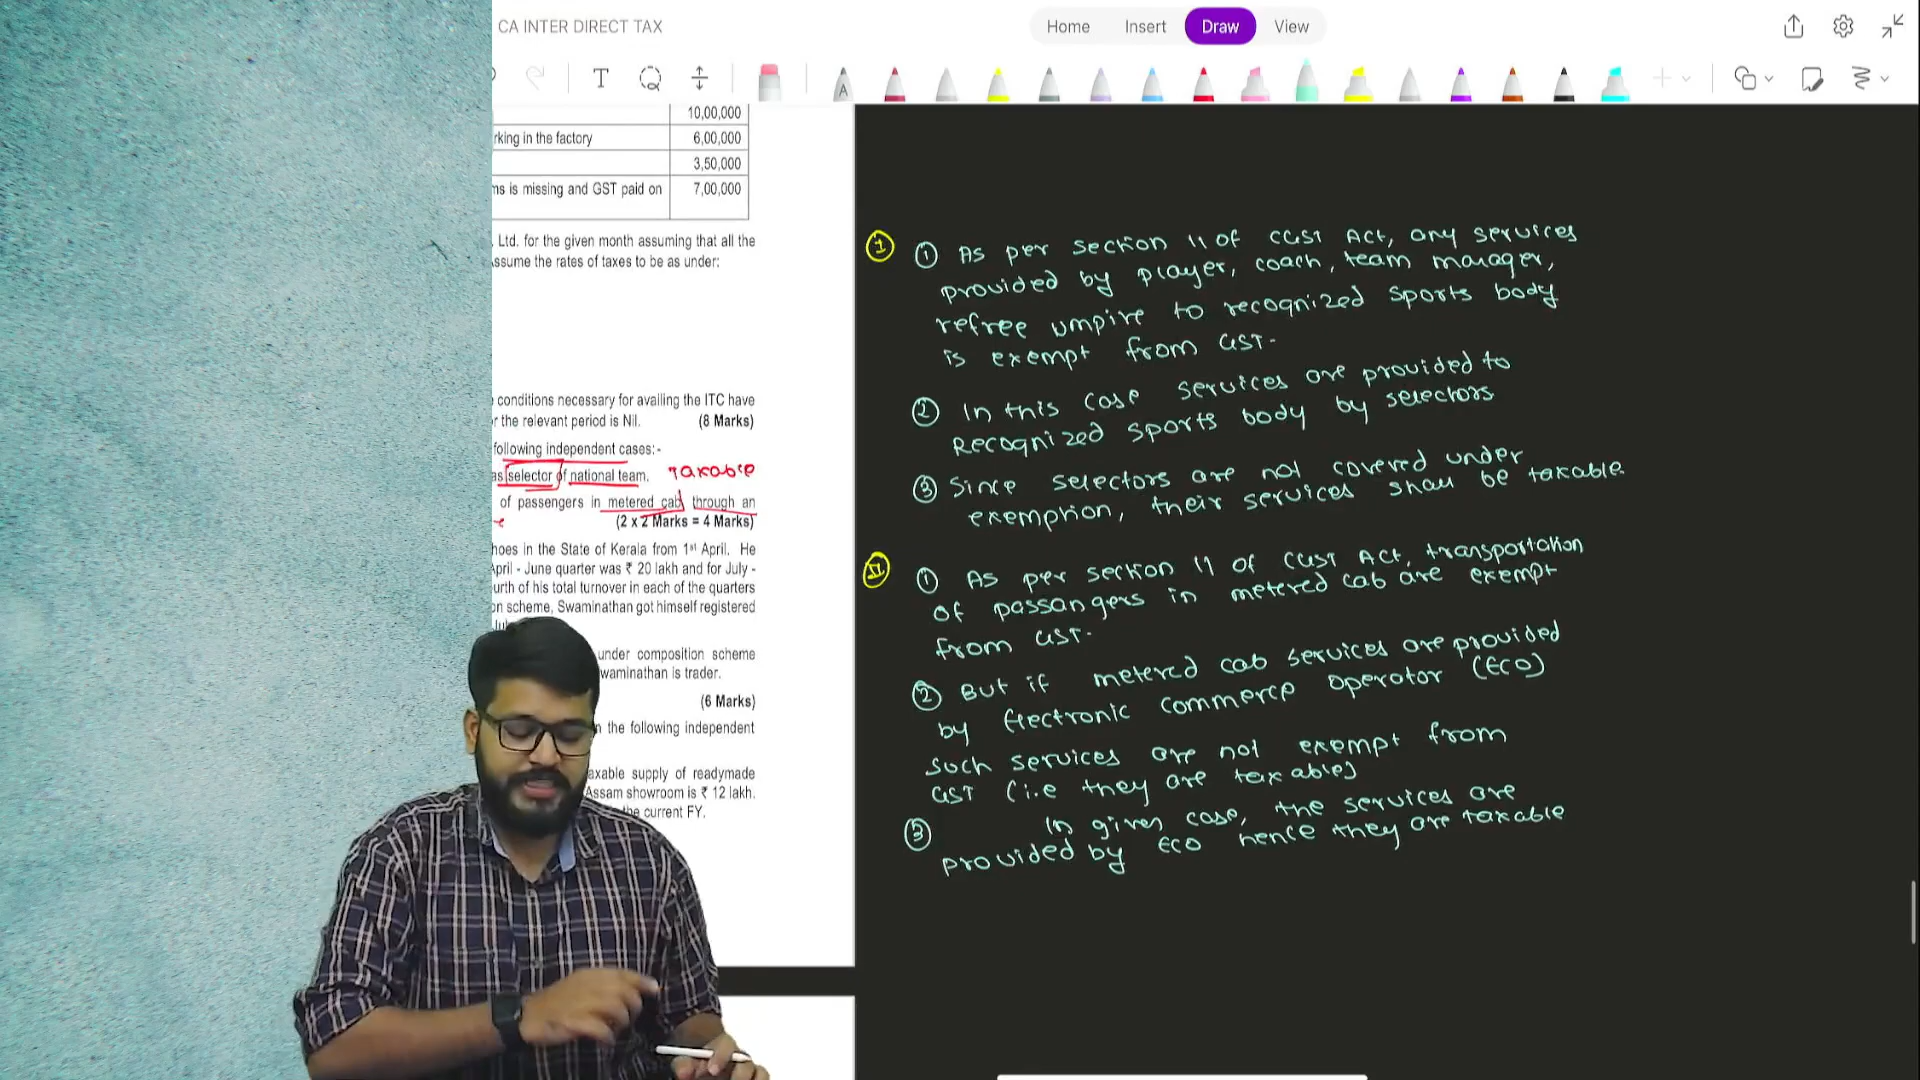 CA INTER DIRECT TAX
Home Insert Draw View
10,00,000
rking in the factory 6,00,000
3,50,000
ns is missing and GST paid on 7,00,000
Ltd. for the given month assuming that all the
ssume the rates of taxes to be as under:
conditions necessary for availing the ITC have
r the relevant period is Nil. (8 Marks)
following independent cases:-
as selector of national team. Taxable
of passengers in metered cab through an
(2 x 2 Marks = 4 Marks)
hoes in the State of Kerala from 1st April. He
April - June quarter was ₹ 20 lakh and for July -
urth of his total turnover in each of the quarters
on scheme, Swaminathan got himself registered
under composition scheme
waminathan is trader.
(6 Marks)
n the following independent
axable supply of readymade
Assam showroom is ₹ 12 lakh.
the current FY.
I
① As per section 11 of CGST Act, any services
provided by player, coach, team manager,
refree umpire to recognized sports body
is exempt from GST.
② In this case services are provided to
Recognized sports body by selectors
③ Since selectors are not covered under
exemption, their services shall be taxable.
II
① As per section 11 of CGST Act, transportation
of passangers in metered cab are exempt
from GST.
② But if metered cab services are provided
by Electronic commerce operator (ECO)
such services are not exempt from
GST (i.e they are taxable)
③ In given case, the services are
provided by ECO hence they are taxable